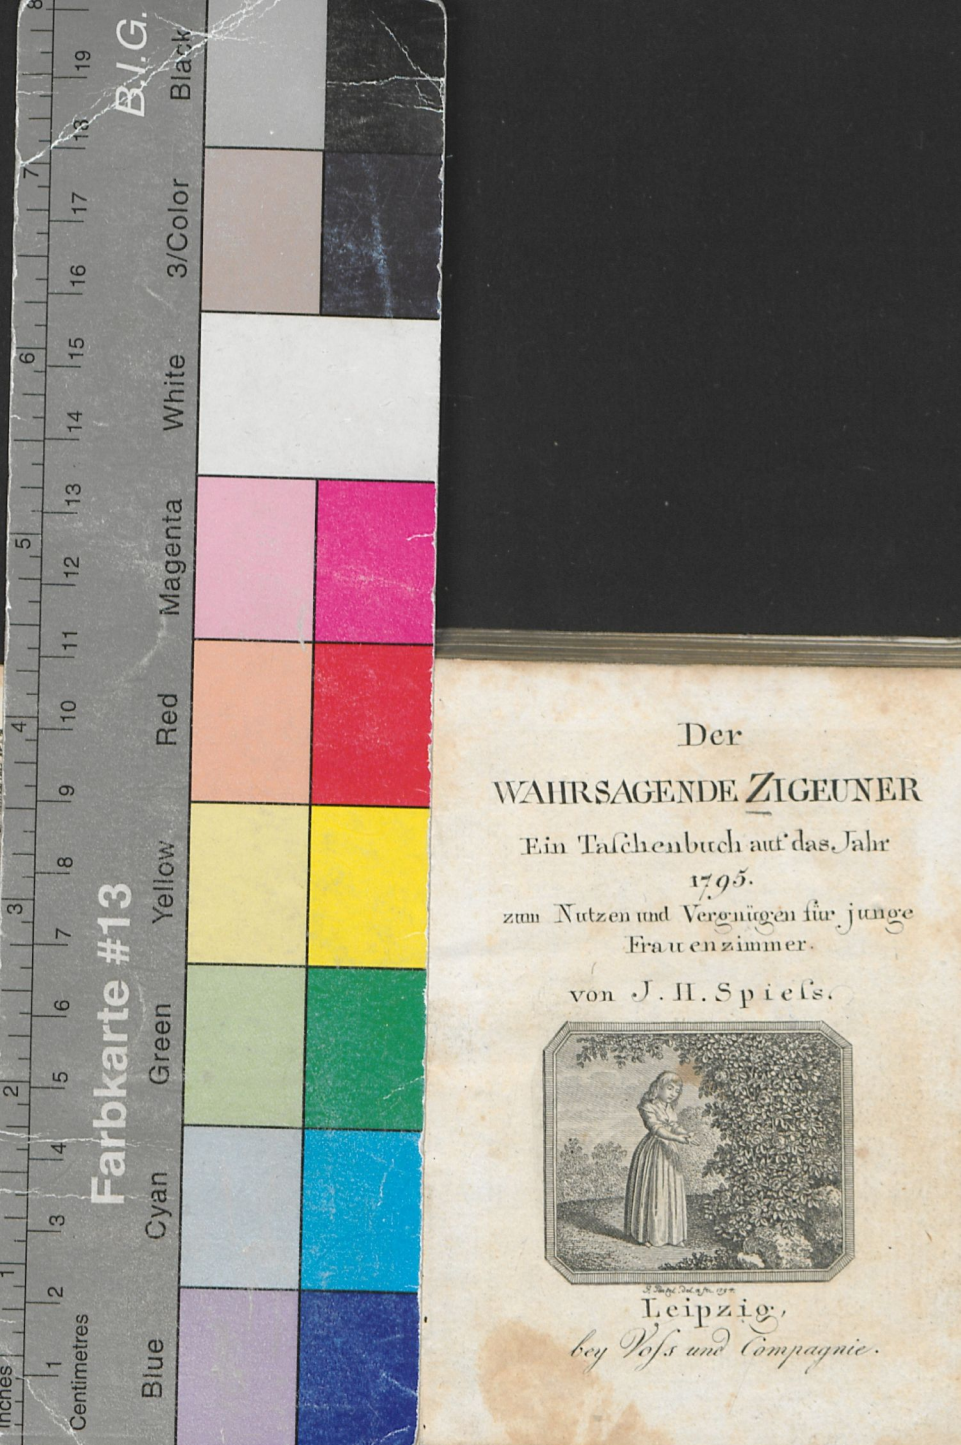 Der
WAHRSAGENDE ZIGEUNER
Ein Taſchenbuch auf das Jahr
1795.
zum Nutzen und Vergnügen für junge
Frauenzimmer.
von J. H. Spieſs.
Leipzig,
bey Voſs und Compagnie.
Farbkarte #13
B.I.G.
Blue
Cyan
Green
Yellow
Red
Magenta
White
3/Color
Black
Centimetres
1 2 3 4 5 6 7 8 9 10 11 12 13 14 15 16 17 18 19
Inches
1 2 3 4 5 6 7 8